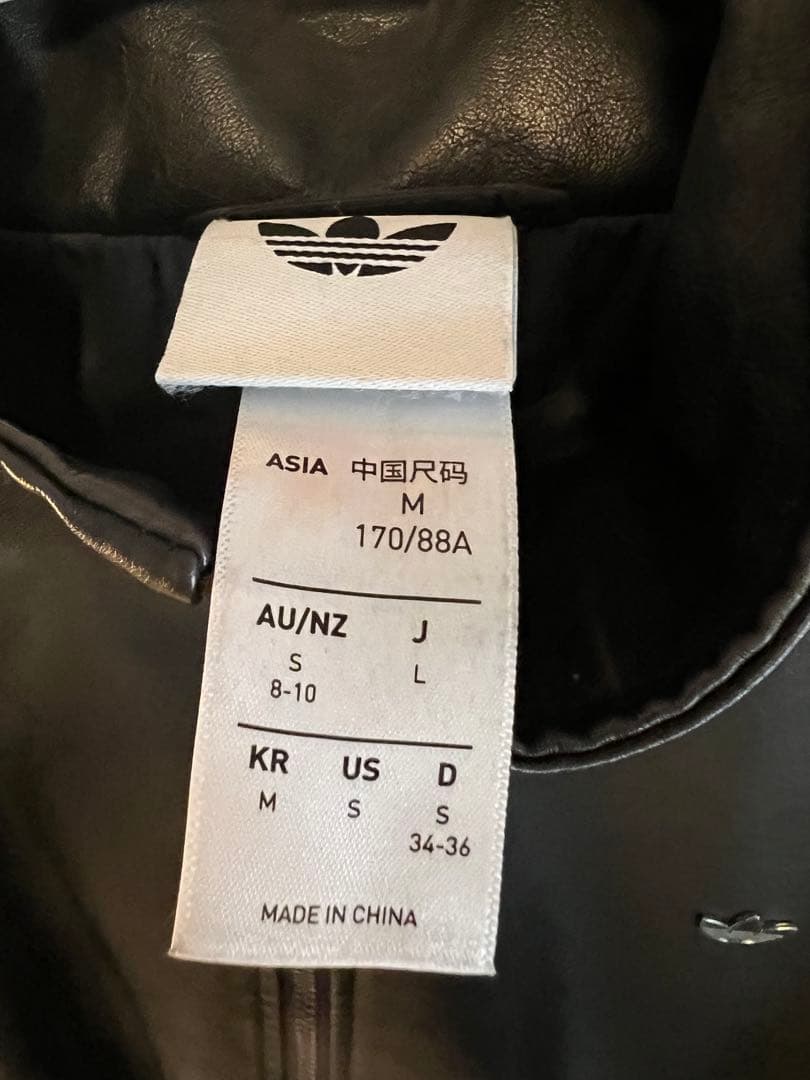 ASIA 中国尺码
M
170/88A
AU/NZ J
S L
8-10
KR US D
M S S
34-36
MADE IN CHINA